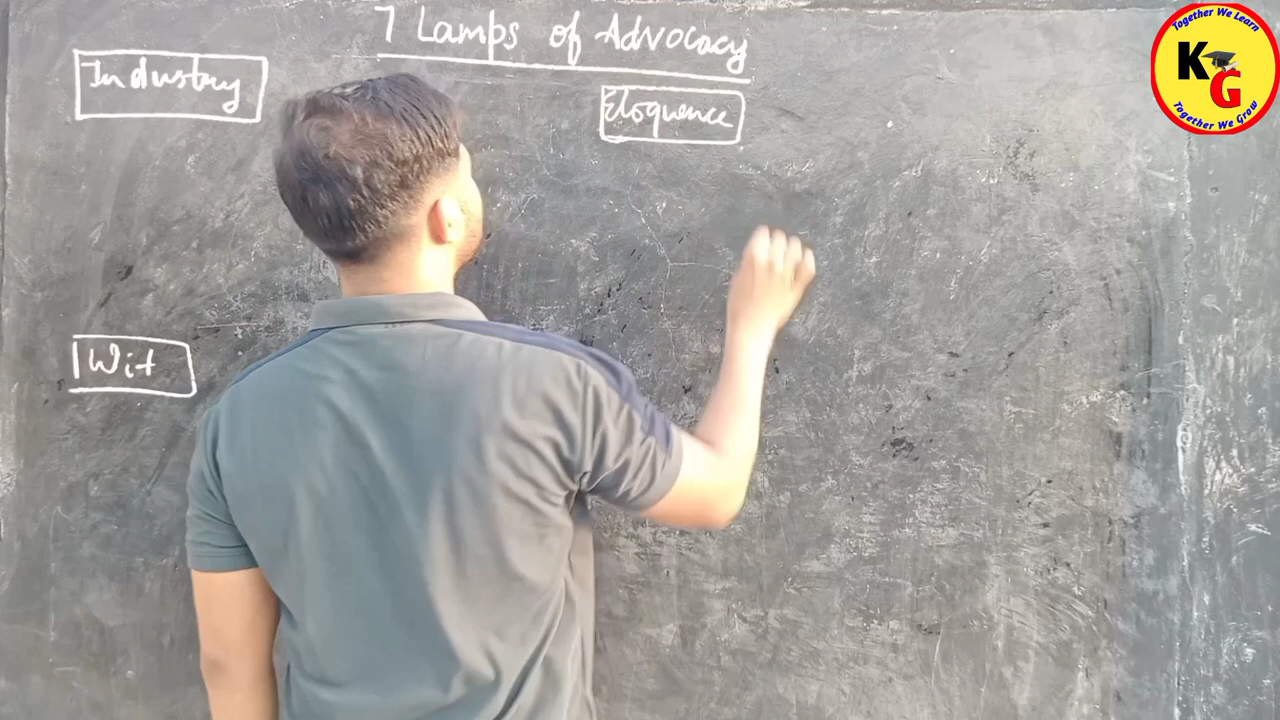 7 Lamps of Advocacy
Industry
Eloquence
Wit
Together We Learn
KG
Together We Grow